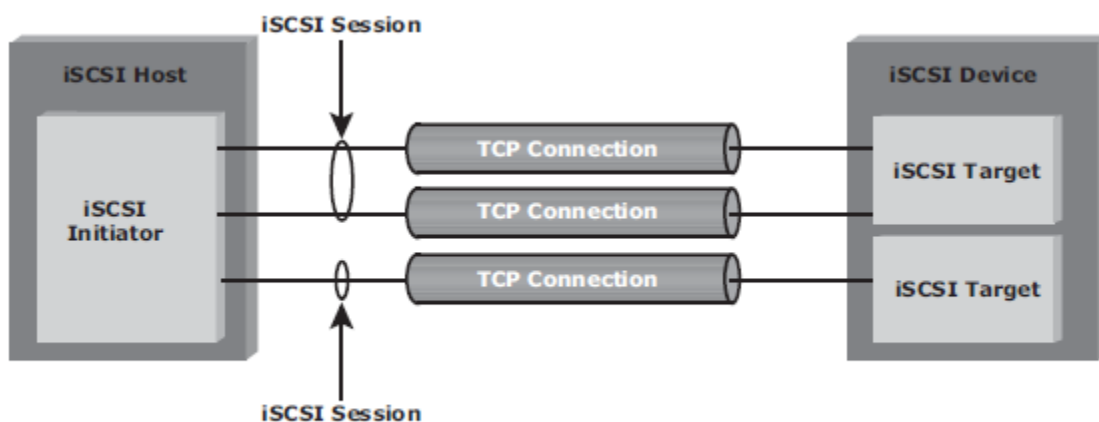 iSCSI Session
iSCSI Host
iSCSI Device
TCP Connection
iSCSI Target
iSCSI
Initiator
TCP Connection
TCP Connection
iSCSI Target
iSCSI Session